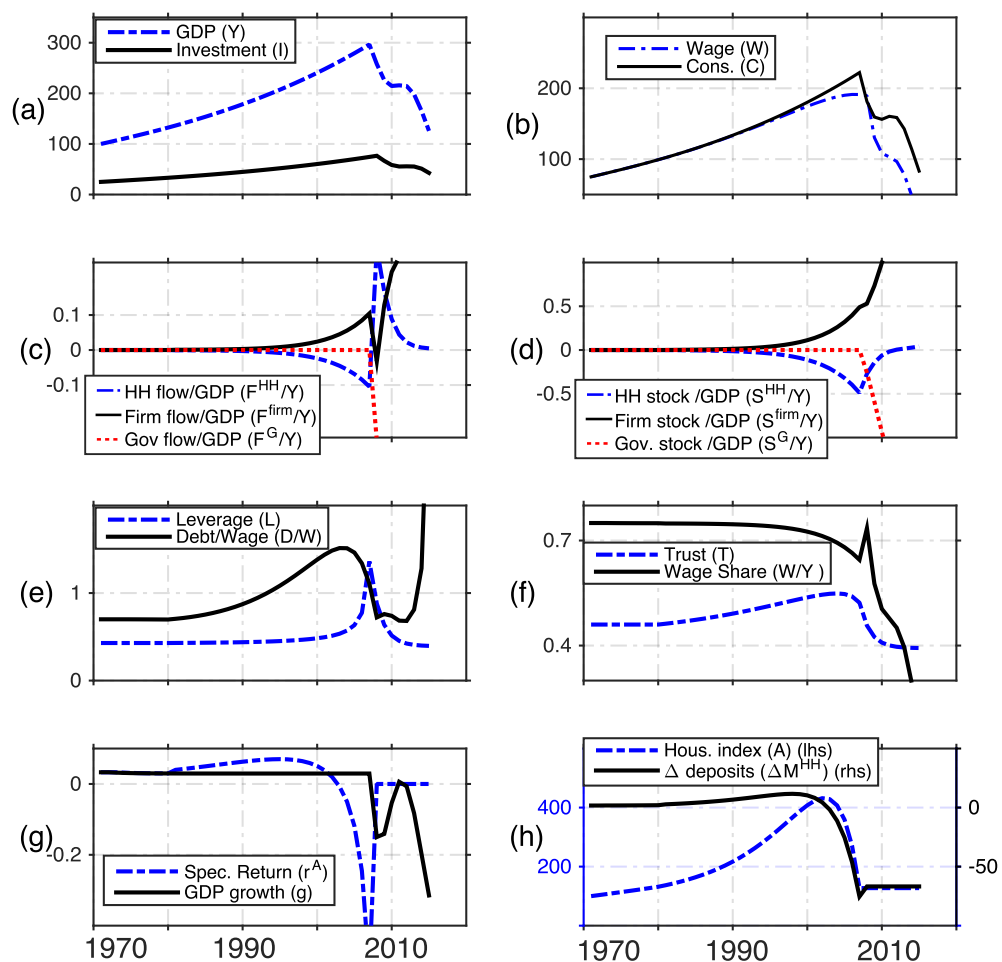 GDP (Y)
Investment (I)
300
200
100
0
(a)
Wage (W)
Cons. (C)
200
100
(b)
0.1
0
-0.1
(c)
HH flow/GDP (F^HH/Y)
Firm flow/GDP (F^firm/Y)
Gov flow/GDP (F^G/Y)
0.5
0
-0.5
(d)
HH stock /GDP (S^HH/Y)
Firm stock /GDP (S^firm/Y)
Gov. stock /GDP (S^G/Y)
Leverage (L)
Debt/Wage (D/W)
1
0
(e)
0.7
0.4
Trust (T)
Wage Share (W/Y )
(f)
0
-0.2
(g)
Spec. Return (r^A)
GDP growth (g)
1970
1990
2010
Hous. index (A) (lhs)
Δ deposits (ΔM^HH) (rhs)
400
200
0
-50
(h)
1970
1990
2010